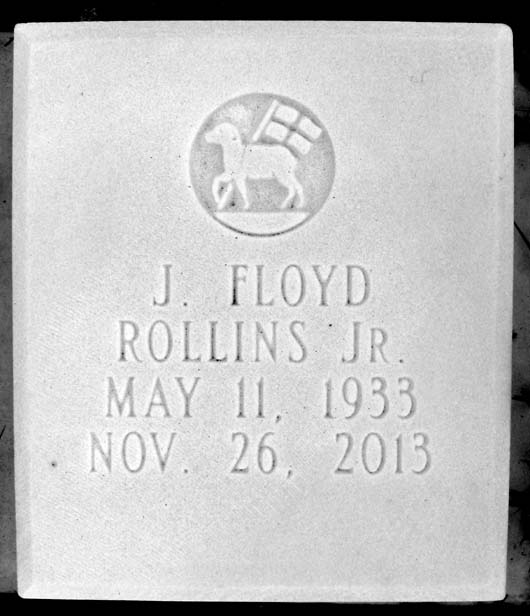 J. FLOYD
ROLLINS JR.
MAY 11, 1933
NOV. 26, 2013